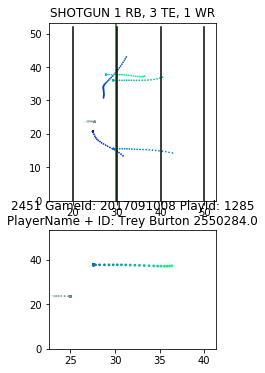 SHOTGUN 1 RB, 3 TE, 1 WR
50
40
30
20
10
0
20 30 40 50
2451 GameId: 2017091008 PlayId: 1285
PlayerName + ID: Trey Burton 2550284.0
40
20
0
25 30 35 40